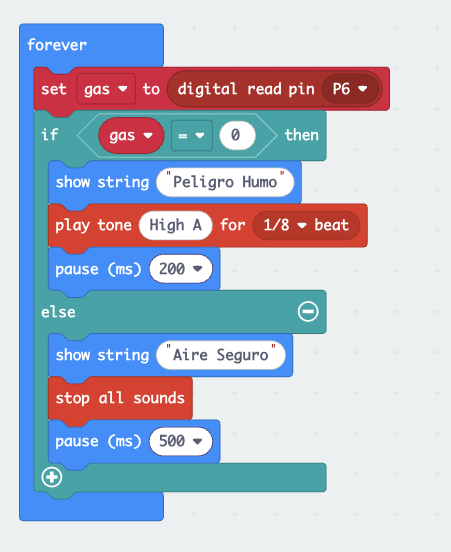 forever
set gas to digital read pin P6
if gas = 0 then
show string "Peligro Humo"
play tone High A for 1/8 beat
pause (ms) 200
else
show string "Aire Seguro"
stop all sounds
pause (ms) 500